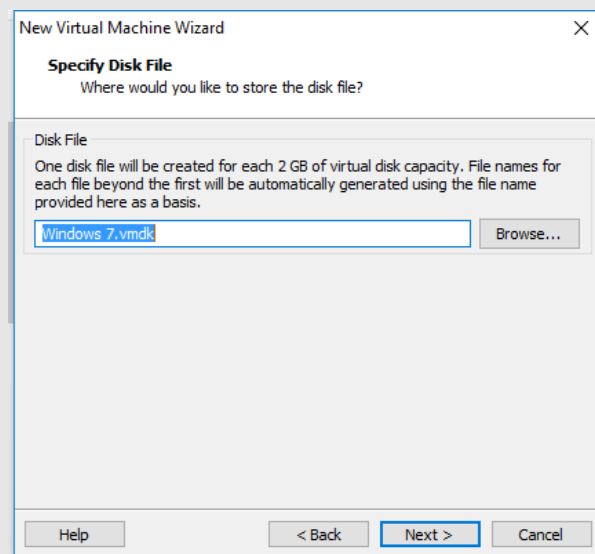 New Virtual Machine Wizard
Specify Disk File
Where would you like to store the disk file?
Disk File
One disk file will be created for each 2 GB of virtual disk capacity. File names for
each file beyond the first will be automatically generated using the file name
provided here as a basis.
Windows 7.vmdk Browse...
Help < Back Next > Cancel